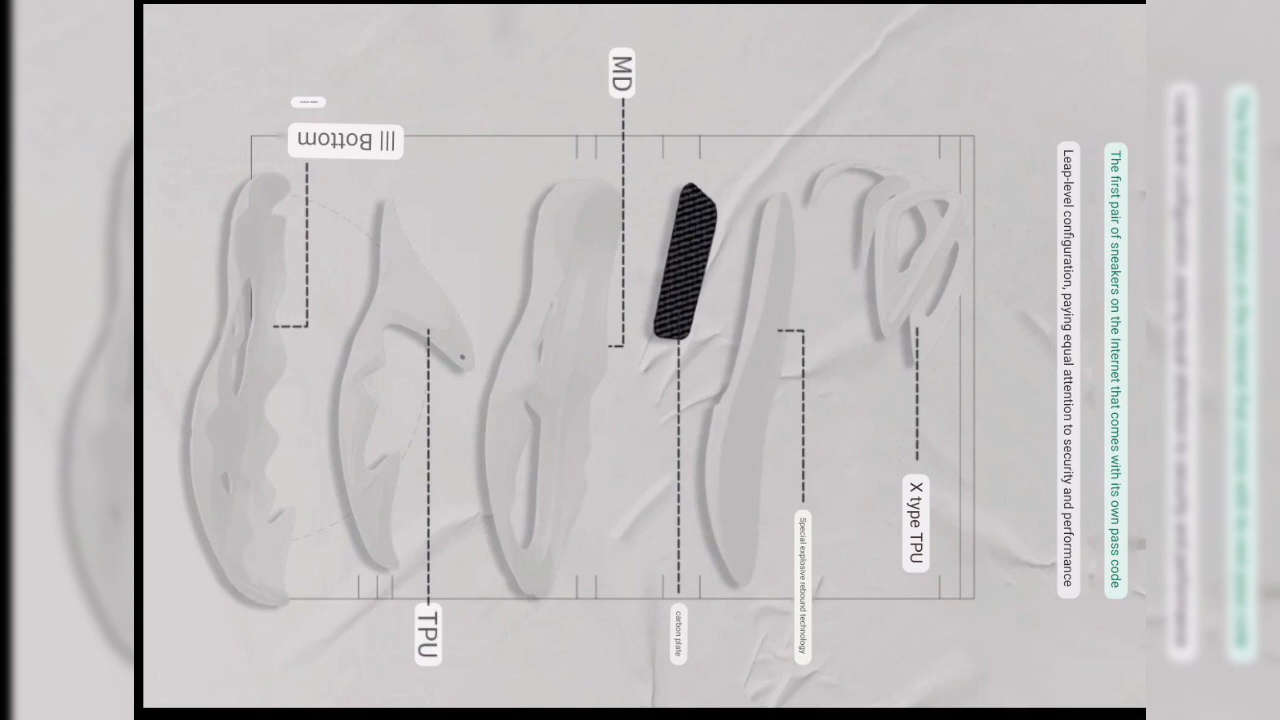 The first pair of sneakers on the Internet that comes with its own pass code
Leap-level configuration, paying equal attention to security and performance
X type TPU
Special explosive rebound technology
carbon plate
MD
TPU
||| Bottom